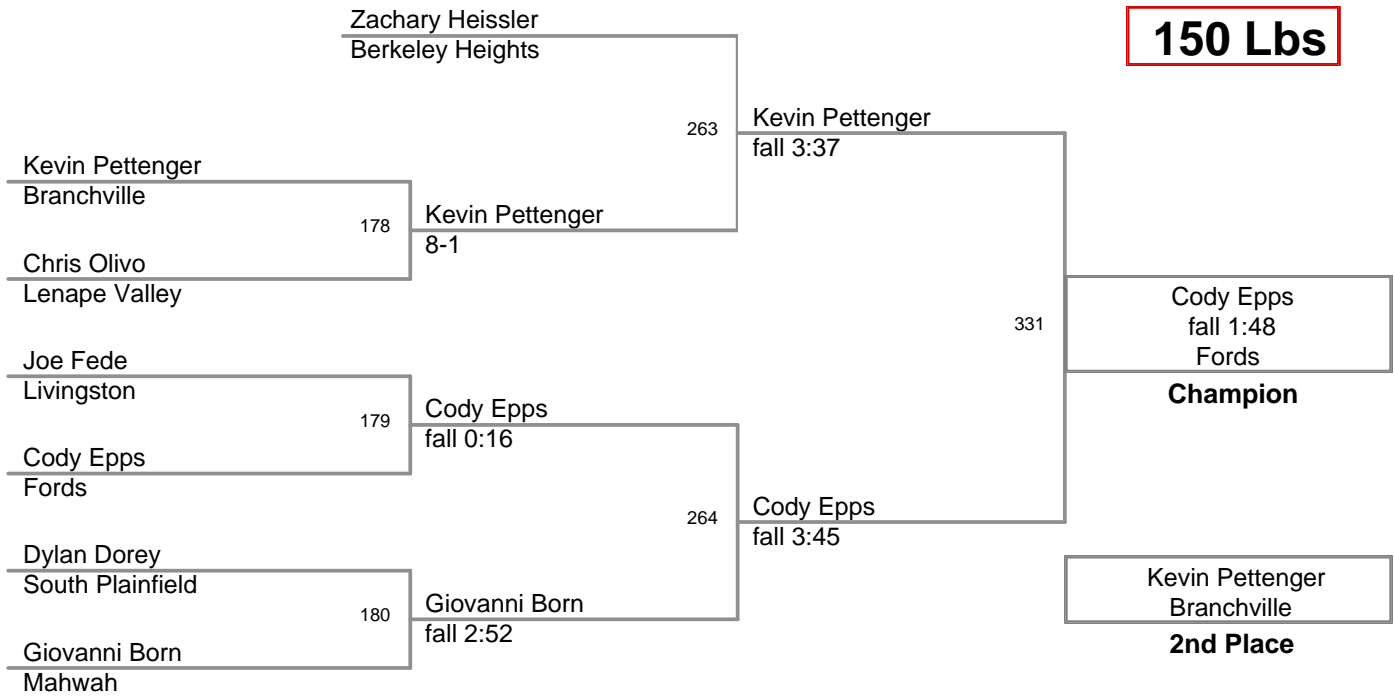 Zachary Heissler
Berkeley Heights
150 Lbs
263
Kevin Pettenger
fall 3:37
Kevin Pettenger
Branchville
178
Kevin Pettenger
8-1
Chris Olivo
Lenape Valley
331
Cody Epps
fall 1:48
Fords
Champion
Joe Fede
Livingston
179
Cody Epps
fall 0:16
Cody Epps
Fords
264
Cody Epps
fall 3:45
Dylan Dorey
South Plainfield
180
Giovanni Born
fall 2:52
Giovanni Born
Mahwah
Kevin Pettenger
Branchville
2nd Place